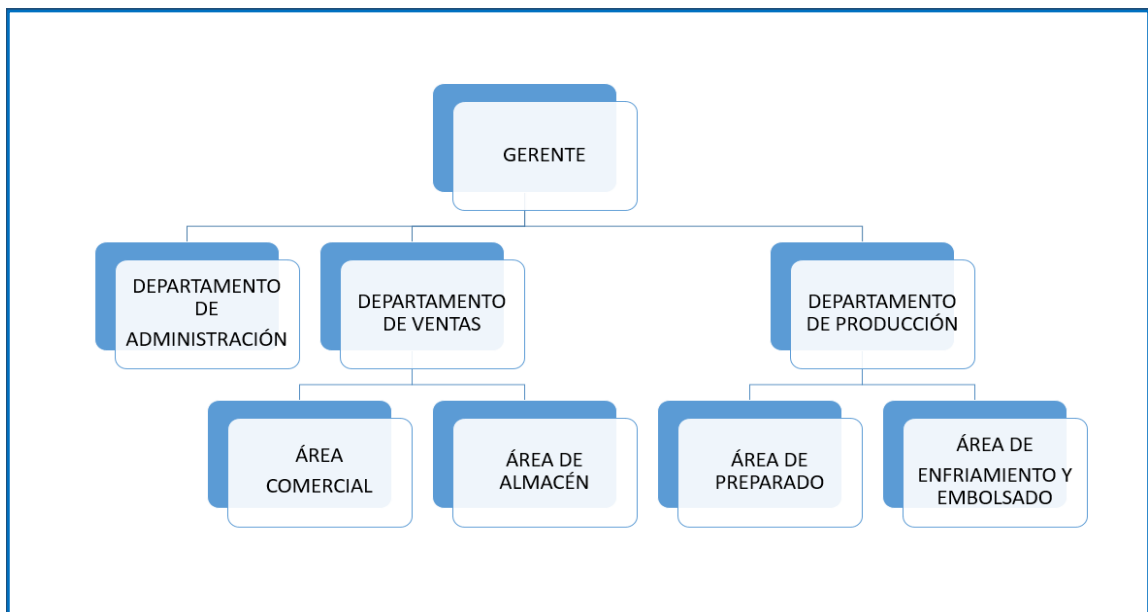 GERENTE
DEPARTAMENTO
DE
ADMINISTRACIÓN
DEPARTAMENTO
DE VENTAS
DEPARTAMENTO
DE PRODUCCIÓN
ÁREA
COMERCIAL
ÁREA DE
ALMACÉN
ÁREA DE
PREPARADO
ÁREA DE
ENFRIAMIENTO Y
EMBOLSADO